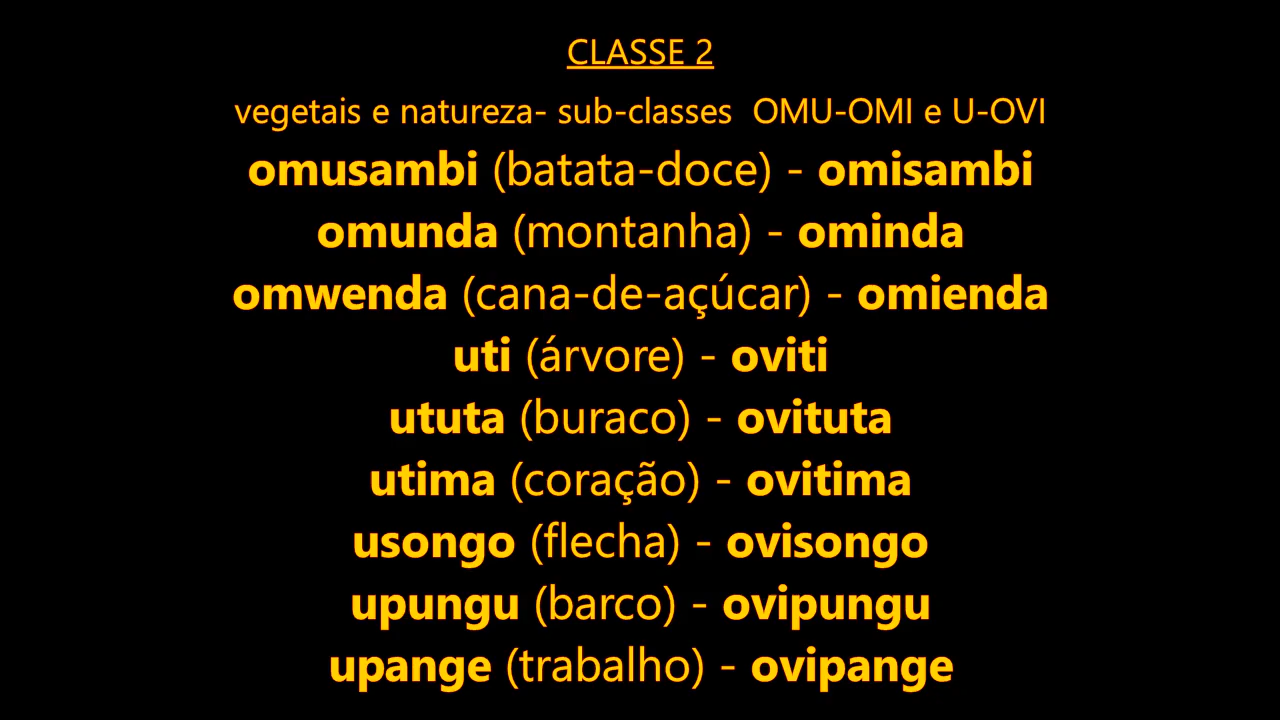 CLASSE 2
vegetais e natureza- sub-classes  OMU-OMI e U-OVI
omusambi (batata-doce) - omisambi
omunda (montanha) - ominda
omwenda (cana-de-açúcar) - omienda
uti (árvore) - oviti
ututa (buraco) - ovituta
utima (coração) - ovitima
usongo (flecha) - ovisongo
upungu (barco) - ovipungu
upange (trabalho) - ovipange